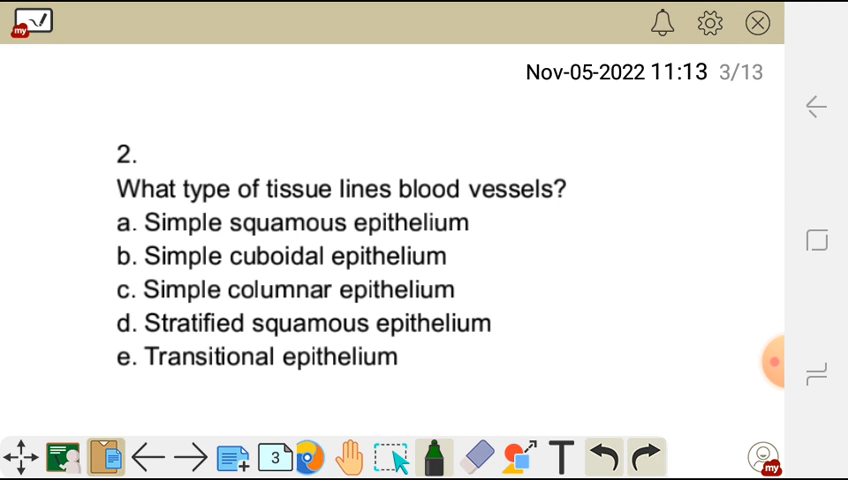 my
Nov-05-2022 11:13 3/13
2.
What type of tissue lines blood vessels?
a. Simple squamous epithelium
b. Simple cuboidal epithelium
c. Simple columnar epithelium
d. Stratified squamous epithelium
e. Transitional epithelium
3
T
my